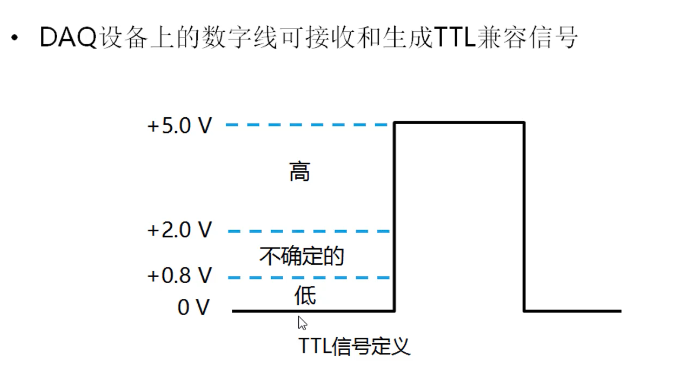 • DAQ设备上的数字线可接收和生成TTL兼容信号
+5.0 V
高
+2.0 V
不确定的
+0.8 V
低
0 V
TTL信号定义